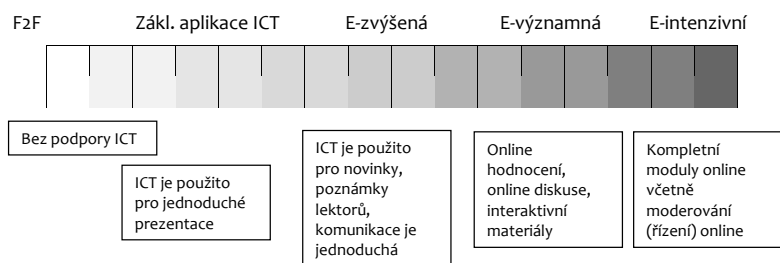 F2F Zákl. aplikace ICT E-zvýšená E-významná E-intenzivní
Bez podpory ICT
ICT je použito
pro jednoduché
prezentace
ICT je použito
pro novinky,
poznámky
lektorů,
komunikace je
jednoduchá
Online
hodnocení,
online diskuse,
interaktivní
materiály
Kompletní
moduly online
včetně
moderování
(řízení) online